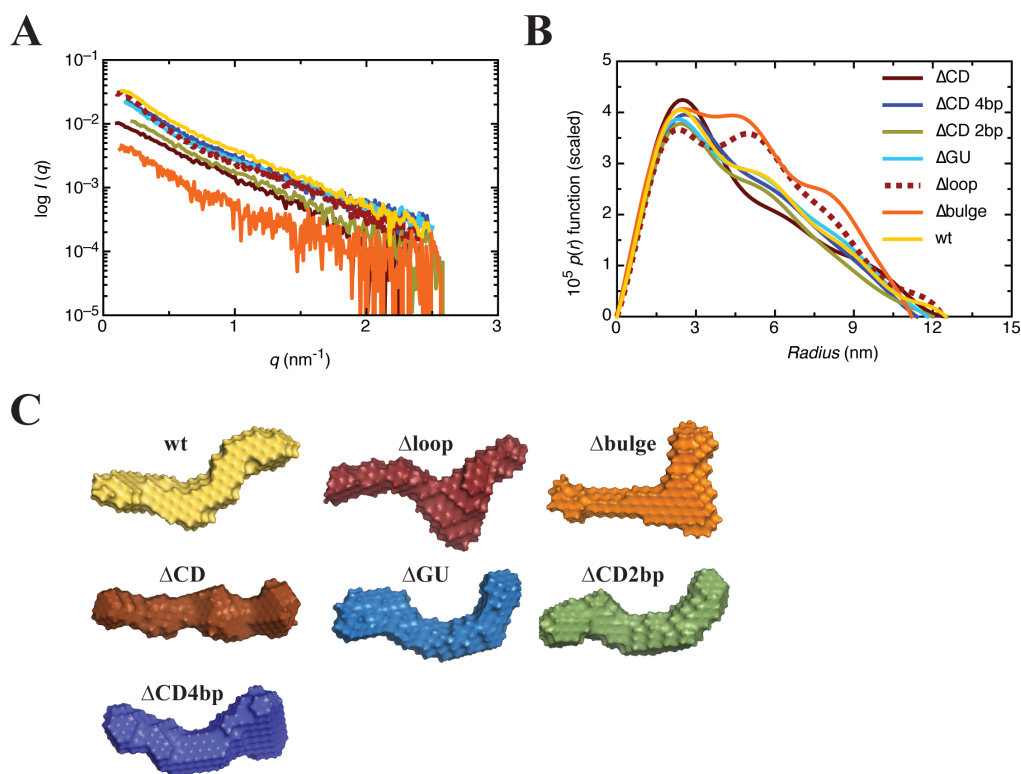 A
10⁻¹
10⁻²
10⁻³
10⁻⁴
10⁻⁵
log I (q)
0 1 2 3
q (nm⁻¹)
B
5
4
3
2
1
0
10⁵ p(r) function (scaled)
0 3 6 9 12 15
Radius (nm)
ΔCD
ΔCD 4bp
ΔCD 2bp
ΔGU
Δloop
Δbulge
wt
C
wt Δloop Δbulge
ΔCD ΔGU ΔCD2bp
ΔCD4bp